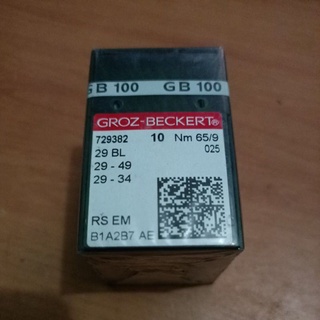 GB 100 GB 100
GROZ-BECKERT®
729382 10 Nm 65/9
29 BL 025
29 - 49
29 - 34
RS EM
B1A2B7 AE